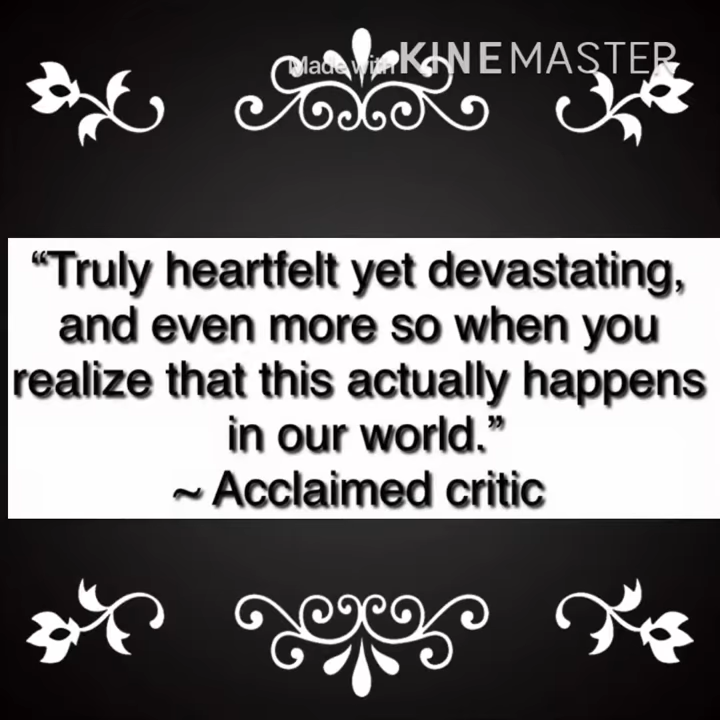 Made with KINEMASTER
“Truly heartfelt yet devastating,
and even more so when you
realize that this actually happens
in our world.”
~ Acclaimed critic